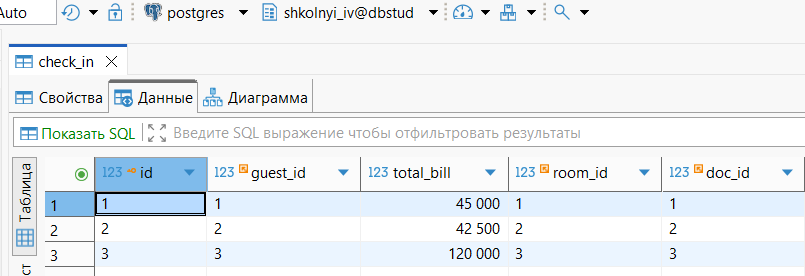 Auto postgres shkolnyi_iv@dbstud
check_in
Свойства Данные Диаграмма
Показать SQL Введите SQL выражение чтобы отфильтровать результаты
Таблица
123 id 123 guest_id 123 total_bill 123 room_id 123 doc_id
1 1 1 45 000 1 1
2 2 2 42 500 2 2
3 3 3 120 000 3 3